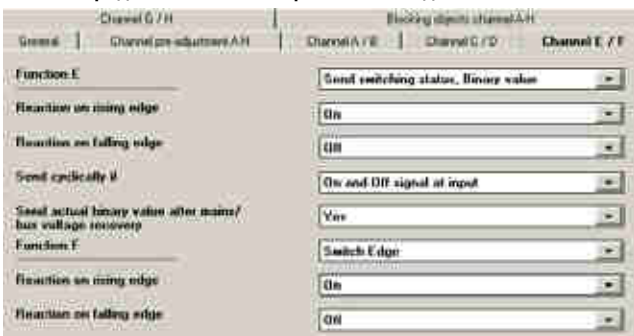 Channel G / H
Blocking objects channel A-H
General
Channel pre-adjustment A-H
Channel A / B
Channel C / D
Channel E / F
Function E
Send switching status, Binary value
Reaction on rising edge
On
Reaction on falling edge
Off
Send cyclically if
On and Off signal at input
Send actual binary value after mains/
bus voltage recovery
Yes
Function F
Switch Edge
Reaction on rising edge
On
Reaction on falling edge
Off